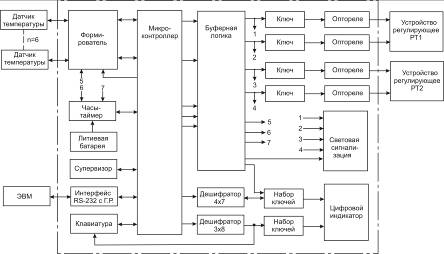 Датчик
температуры
n=6
Датчик
температуры
Форми-
рователь
5
6
7
Часы-
таймер
Литиевая
батарея
Супервизор
ЭВМ
Интерфейс
RS-232 с Г.Р.
Клавиатура
Микро-
контроллер
Буферная
логика
Ключ
Оптореле
1
Ключ
Оптореле
2
Устройство
регулирующее
РТ1
Ключ
Оптореле
3
Ключ
Оптореле
4
Устройство
регулирующее
РТ2
5
6
7
1
2
3
4
Световая
сигнали-
зация
Дешифратор
4x7
Набор
ключей
Дешифратор
3x8
Набор
ключей
Цифровой
индикатор